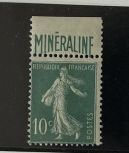 MINÉRALINE
RÉPUBLIQUE FRANÇAISE
10c
POSTES